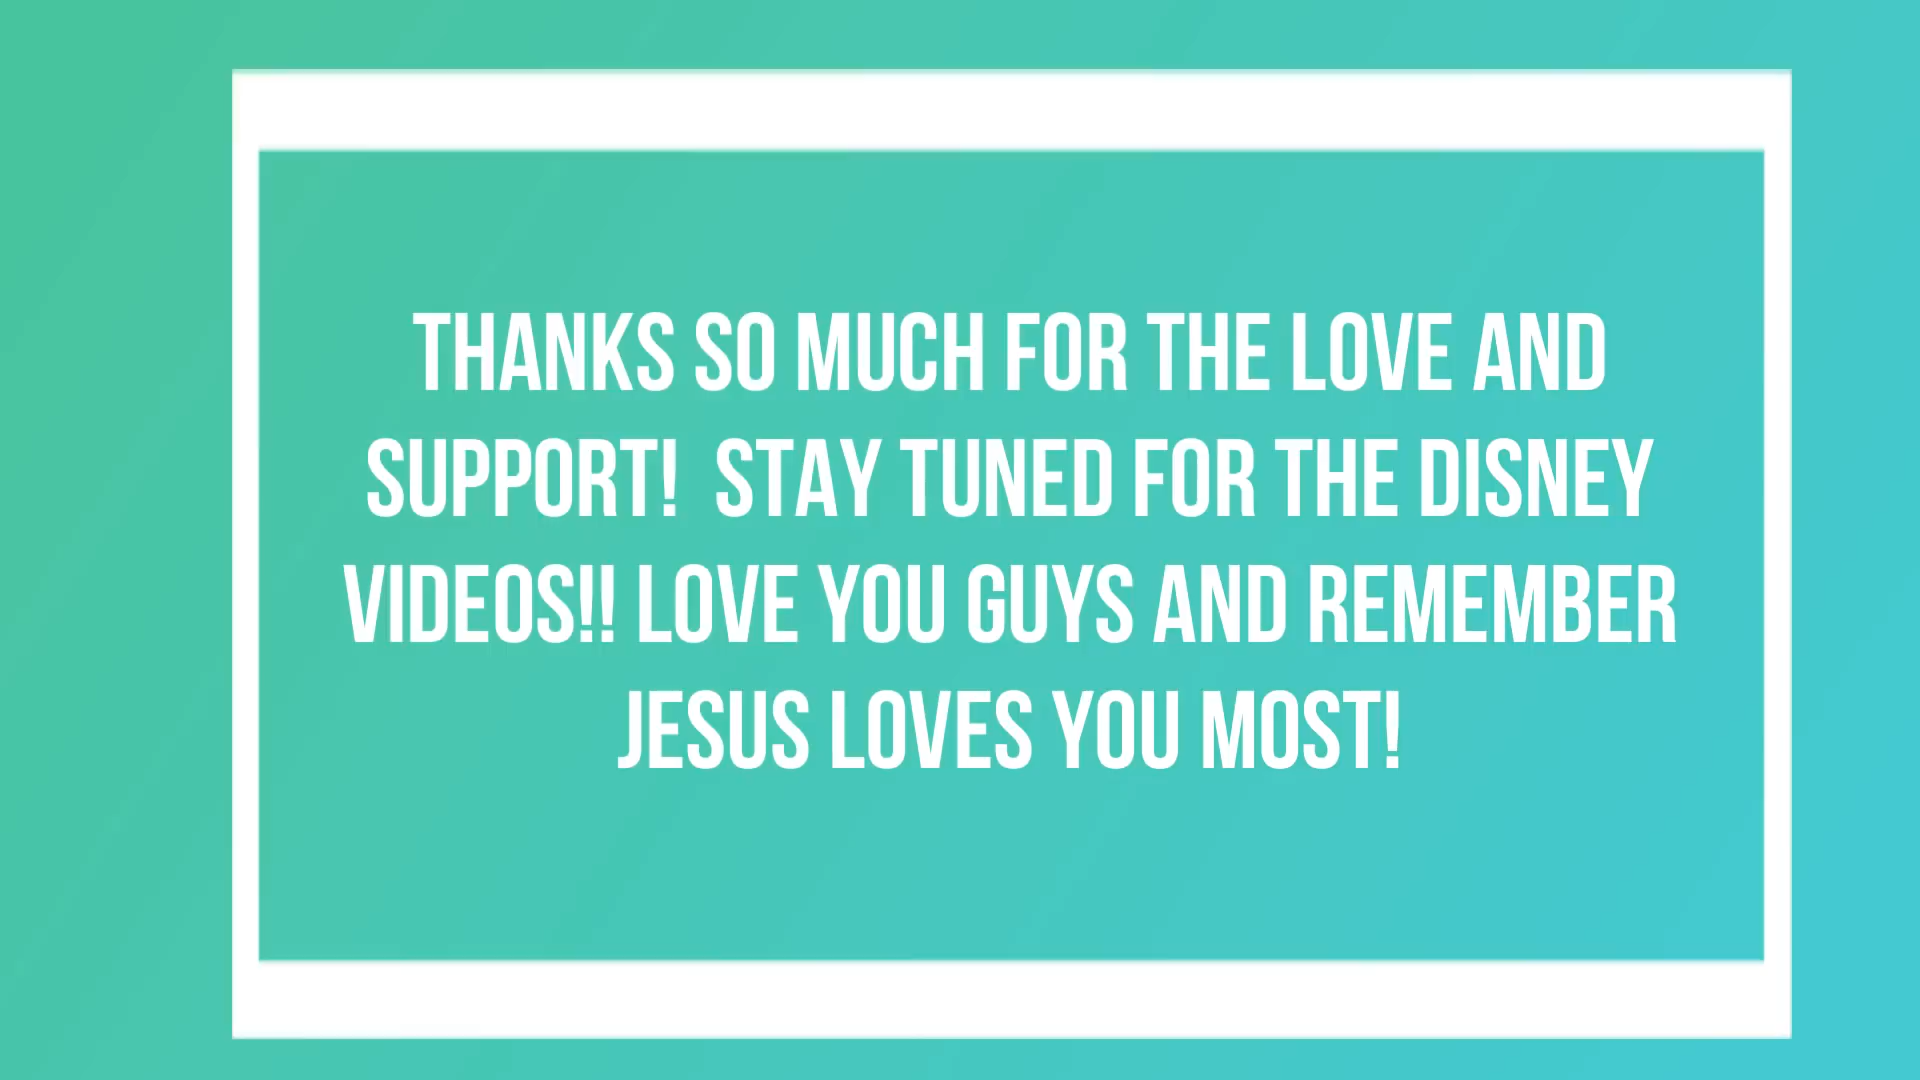 THANKS SO MUCH FOR THE LOVE AND
SUPPORT!  STAY TUNED FOR THE DISNEY
VIDEOS!! LOVE YOU GUYS AND REMEMBER
JESUS LOVES YOU MOST!